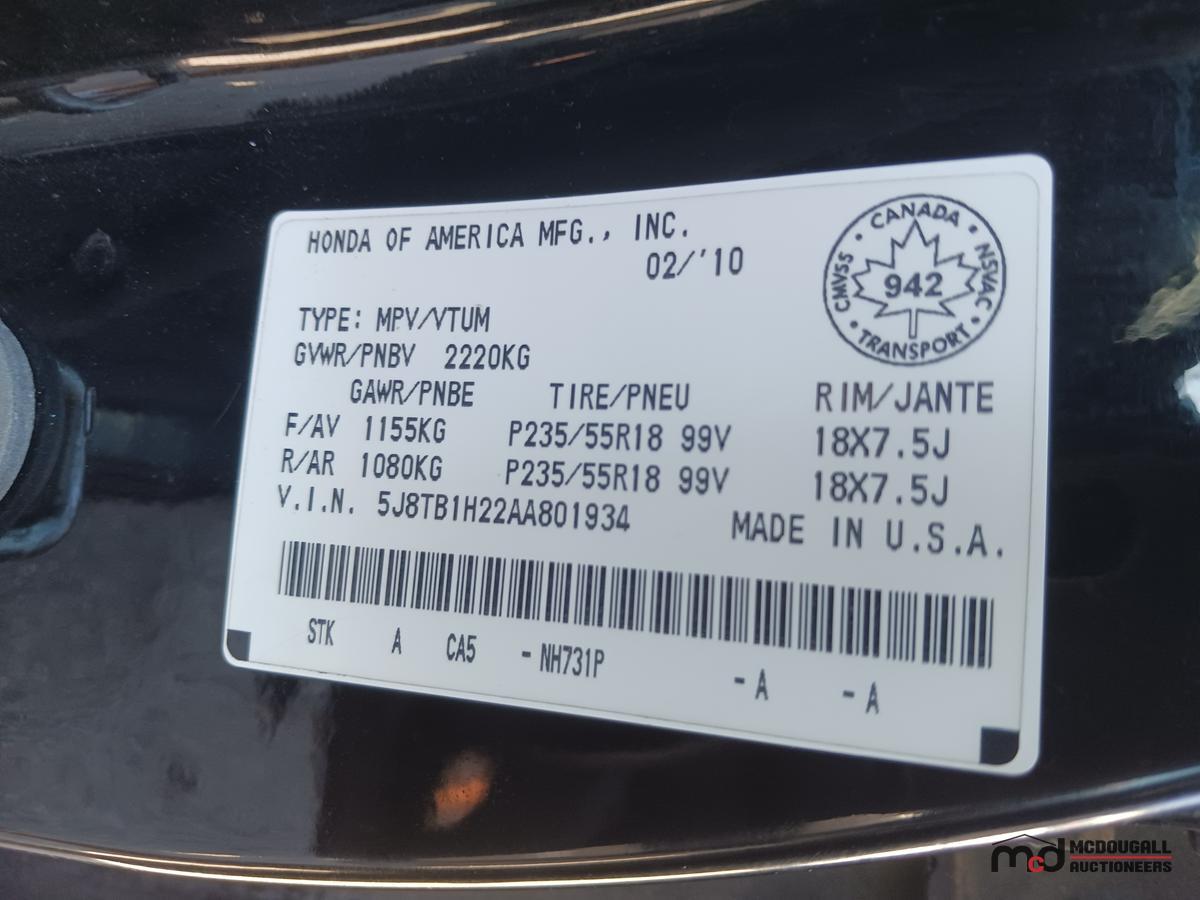 HONDA OF AMERICA MFG., INC.
02/'10
CANADA
CMVSS • NSVAC
942
TRANSPORT
TYPE: MPV/VTUM
GVWR/PNBV 2220KG
GAWR/PNBE TIRE/PNEU RIM/JANTE
F/AV 1155KG P235/55R18 99V 18X7.5J
R/AR 1080KG P235/55R18 99V 18X7.5J
V.I.N. 5J8TB1H22AA801934 MADE IN U.S.A.
STK A CA5 -NH731P -A -A
mcd MCDOUGALL
AUCTIONEERS